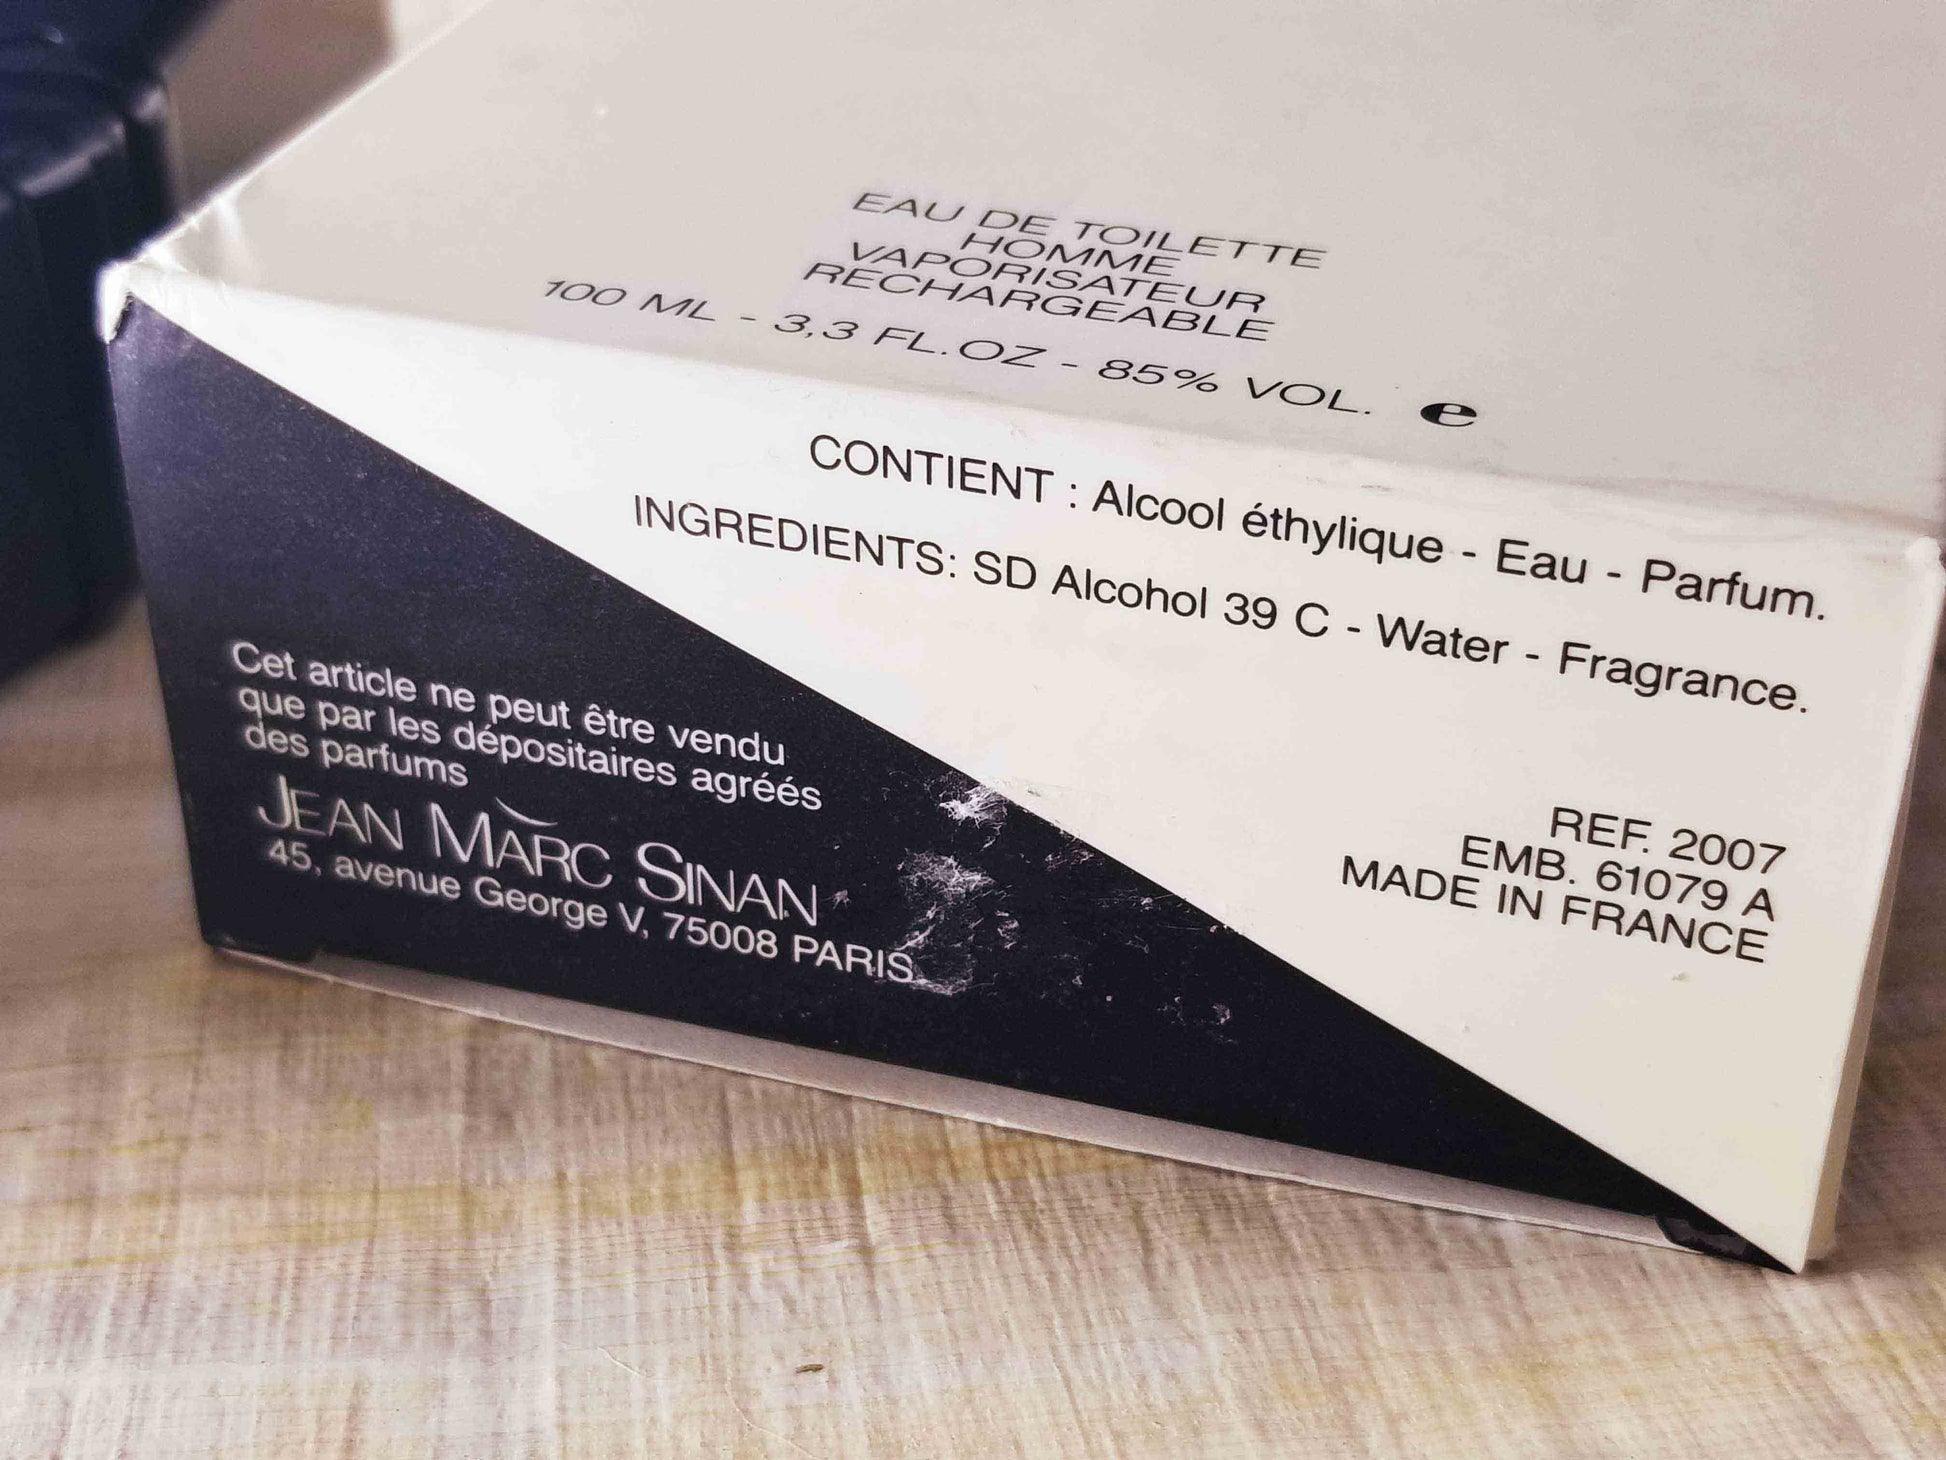 EAU DE TOILETTE
HOMME
VAPORISATEUR
RECHARGEABLE
100 ML - 3,3 FL.OZ - 85% VOL. ℮
CONTIENT : Alcool éthylique - Eau - Parfum.
INGREDIENTS: SD Alcohol 39 C - Water - Fragrance.
REF. 2007
EMB. 61079 A
MADE IN FRANCE
Cet article ne peut être vendu
que par les dépositaires agréés
des parfums
JEAN MARC SINAN
45, avenue George V, 75008 PARIS